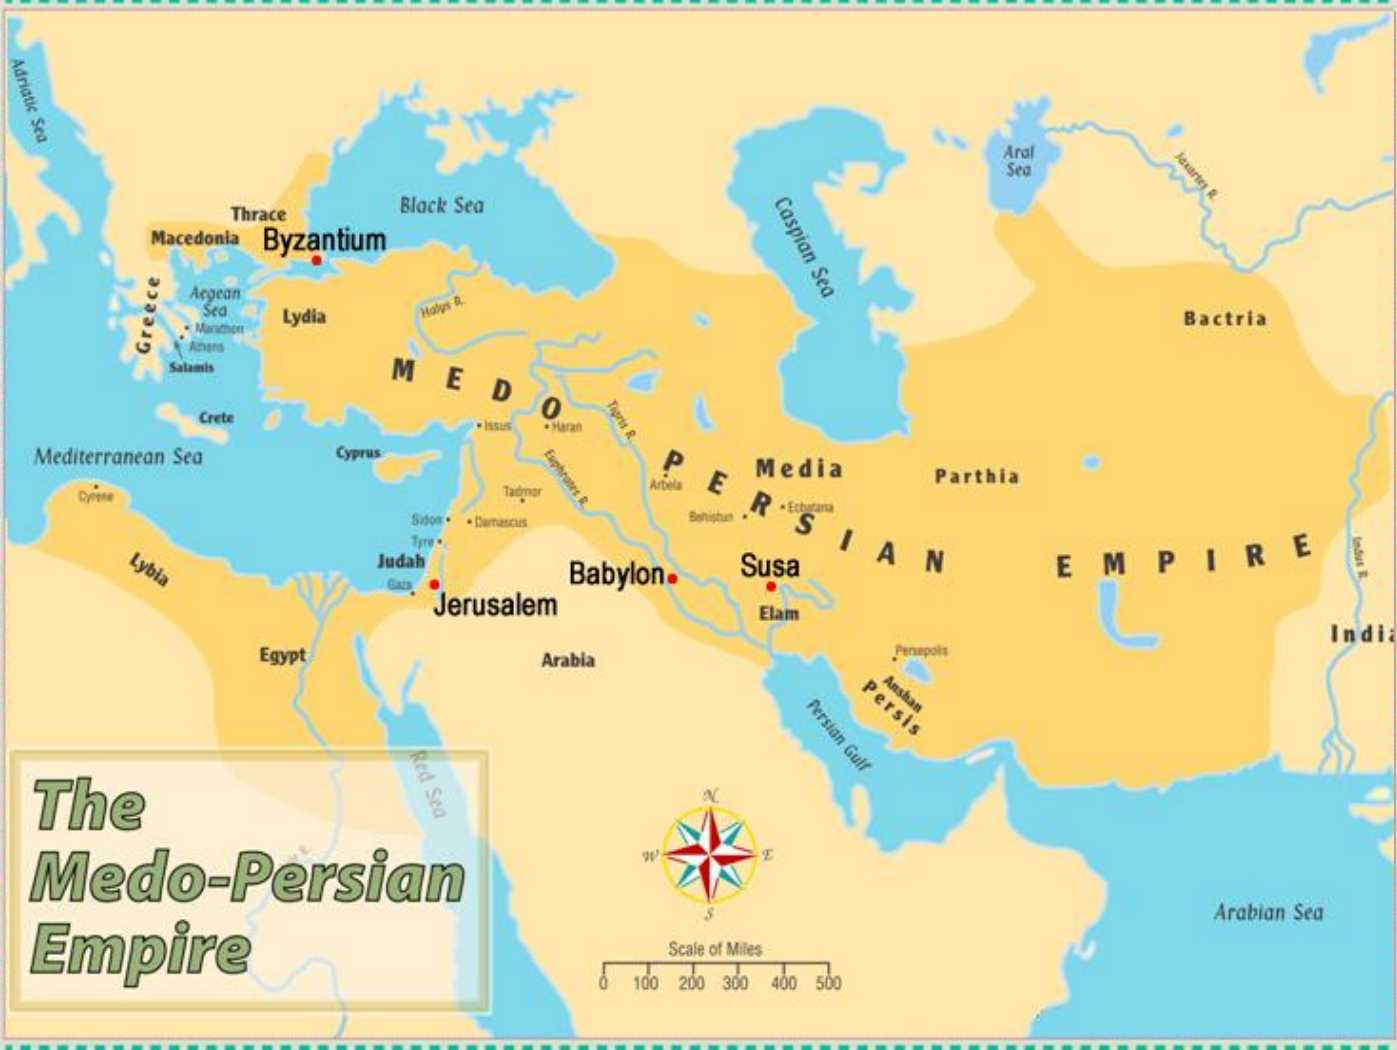 Adriatic Sea
Aral
Sea
Jaxartes R.
Black Sea
Caspian Sea
Thrace
Macedonia
Byzantium
Greece
Aegean
Sea
Marathon
Athens
Salamis
Lydia
Halys R.
Bactria
MEDO
PERSIAN EMPIRE
Crete
Cyprus
Issus
Haran
Tigris R.
Euphrates R.
Mediterranean Sea
Cyrene
Arbela
Media
Parthia
Behistun
Ecbatana
Tadmor
Sidon
Damascus
Tyre
Judah
Gaza
Jerusalem
Lybia
Babylon
Susa
Elam
Indus R.
Egypt
Arabia
Persepolis
Anshan
Persis
Persian Gulf
Red Sea
The
Medo-Persian
Empire
N
W
E
S
Arabian Sea
Scale of Miles
0 100 200 300 400 500